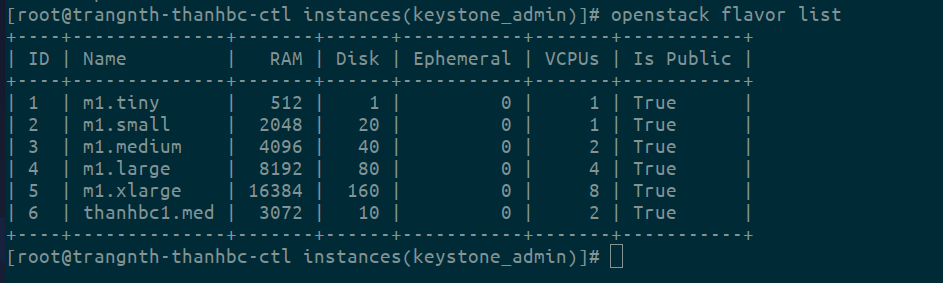 [root@trangnth-thanhbc-ctl instances(keystone_admin)]# openstack flavor list
+----+--------------+-------+------+-----------+-------+-----------+
| ID | Name         |   RAM | Disk | Ephemeral | VCPUs | Is Public |
+----+--------------+-------+------+-----------+-------+-----------+
| 1  | m1.tiny      |   512 |    1 |         0 |     1 | True      |
| 2  | m1.small     |  2048 |   20 |         0 |     1 | True      |
| 3  | m1.medium    |  4096 |   40 |         0 |     2 | True      |
| 4  | m1.large     |  8192 |   80 |         0 |     4 | True      |
| 5  | m1.xlarge    | 16384 |  160 |         0 |     8 | True      |
| 6  | thanhbc1.med |  3072 |   10 |         0 |     2 | True      |
+----+--------------+-------+------+-----------+-------+-----------+
[root@trangnth-thanhbc-ctl instances(keystone_admin)]#